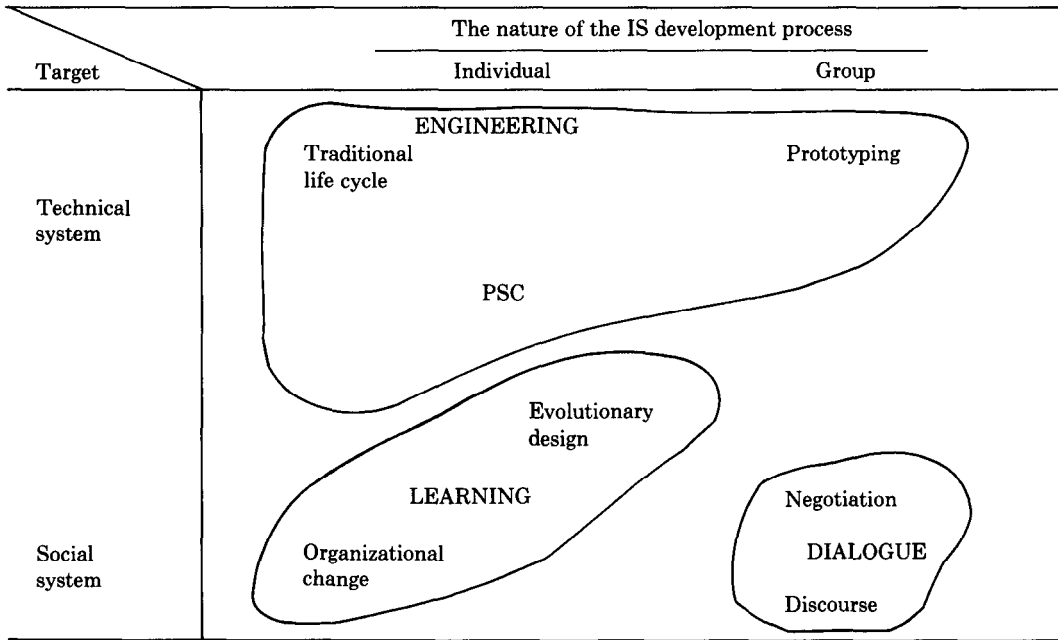 The nature of the IS development process
Target
Individual
Group
ENGINEERING
Traditional
life cycle
Prototyping
Technical
system
PSC
Evolutionary
design
LEARNING
Negotiation
Social
system
Organizational
change
DIALOGUE
Discourse